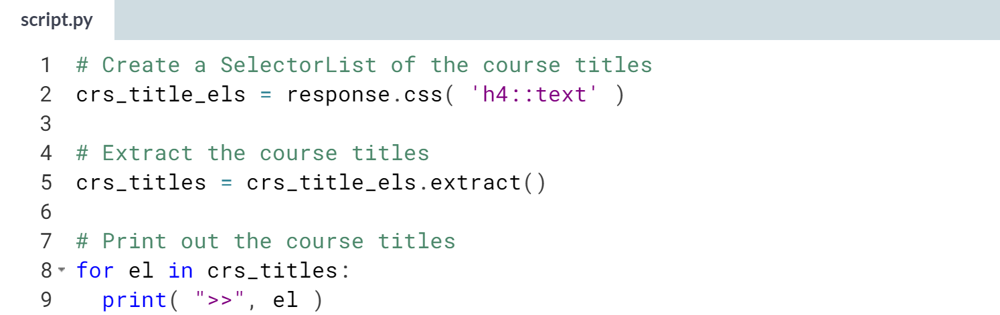 script.py
1 # Create a SelectorList of the course titles
2 crs_title_els = response.css( 'h4::text' )
3
4 # Extract the course titles
5 crs_titles = crs_title_els.extract()
6
7 # Print out the course titles
8 for el in crs_titles:
9   print( ">>", el )